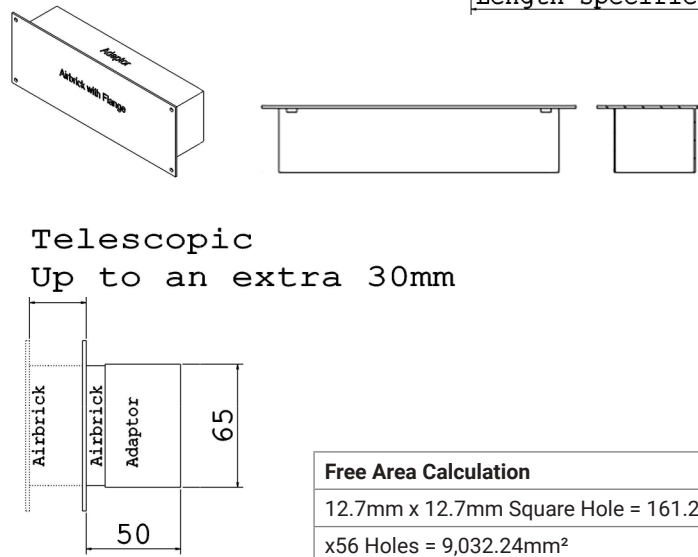 Length specific
Adaptor
Airbrick with Flange
Telescopic
Up to an extra 30mm
Airbrick
Airbrick
Adaptor
65
50
Free Area Calculation
12.7mm x 12.7mm Square Hole = 161.2
x56 Holes = 9,032.24mm²